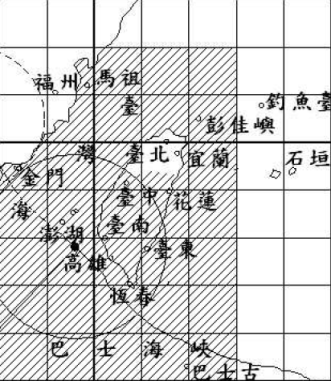 福州
馬祖
釣魚臺
臺
彭佳嶼
灣
臺北
宜蘭
石垣
金門
臺中
花蓮
海
臺南
澎湖
臺東
高雄
恆春
巴士海峽
巴士古